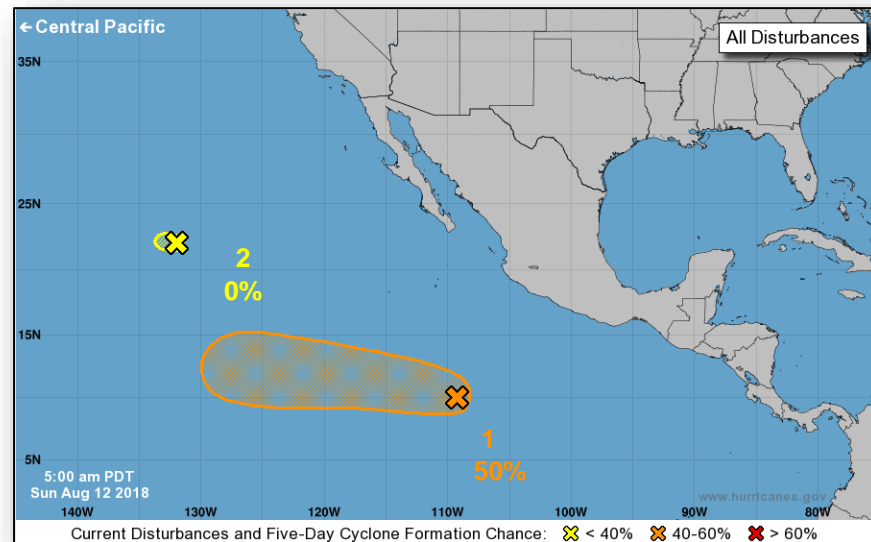 ← Central Pacific
All Disturbances
35N
25N
2
0%
15N
1
50%
5N
5:00 am PDT
Sun Aug 12 2018
www.hurricanes.gov
140W 130W 120W 110W 100W 90W 80W
Current Disturbances and Five-Day Cyclone Formation Chance: < 40% 40-60% > 60%